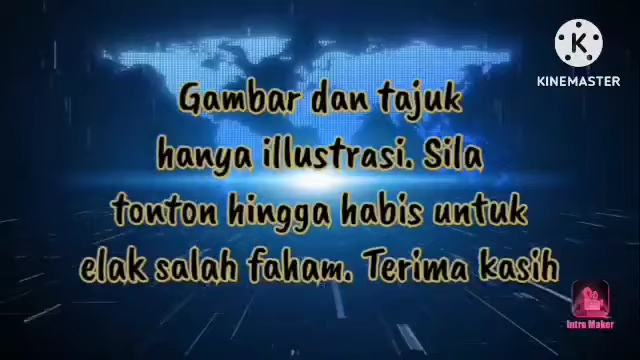 KINEMASTER
Gambar dan tajuk
hanya illustrasi. Sila
tonton hingga habis untuk
elak salah faham. Terima kasih
Intro Maker